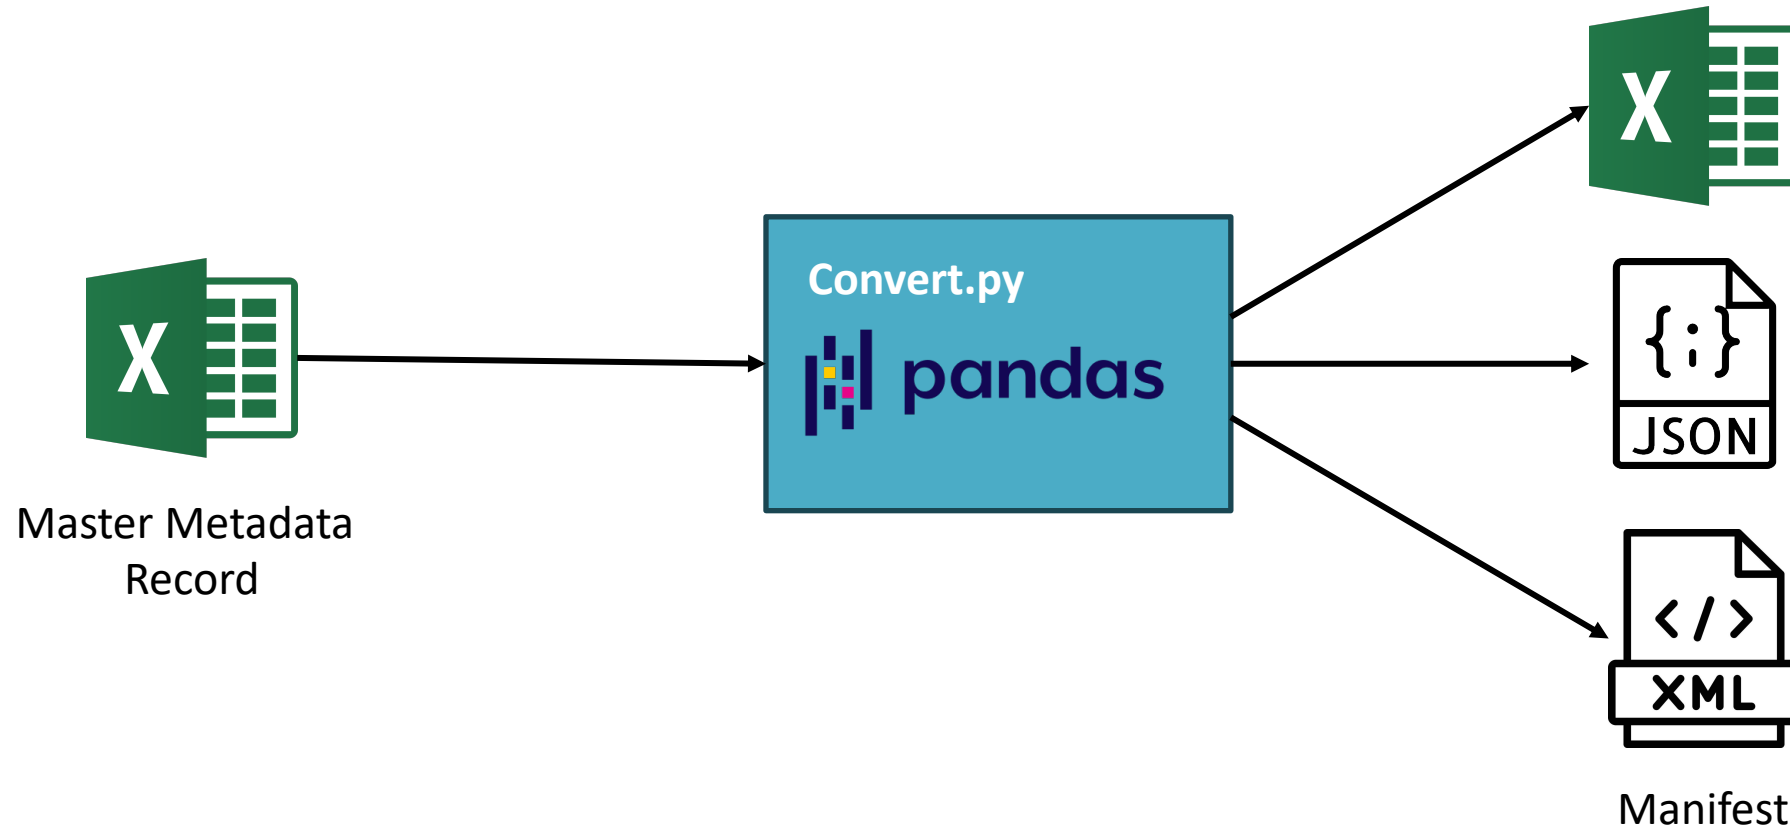 X
Convert.py
pandas
X
Master Metadata
Record
X
{;}
JSON
</>
XML
Manifest